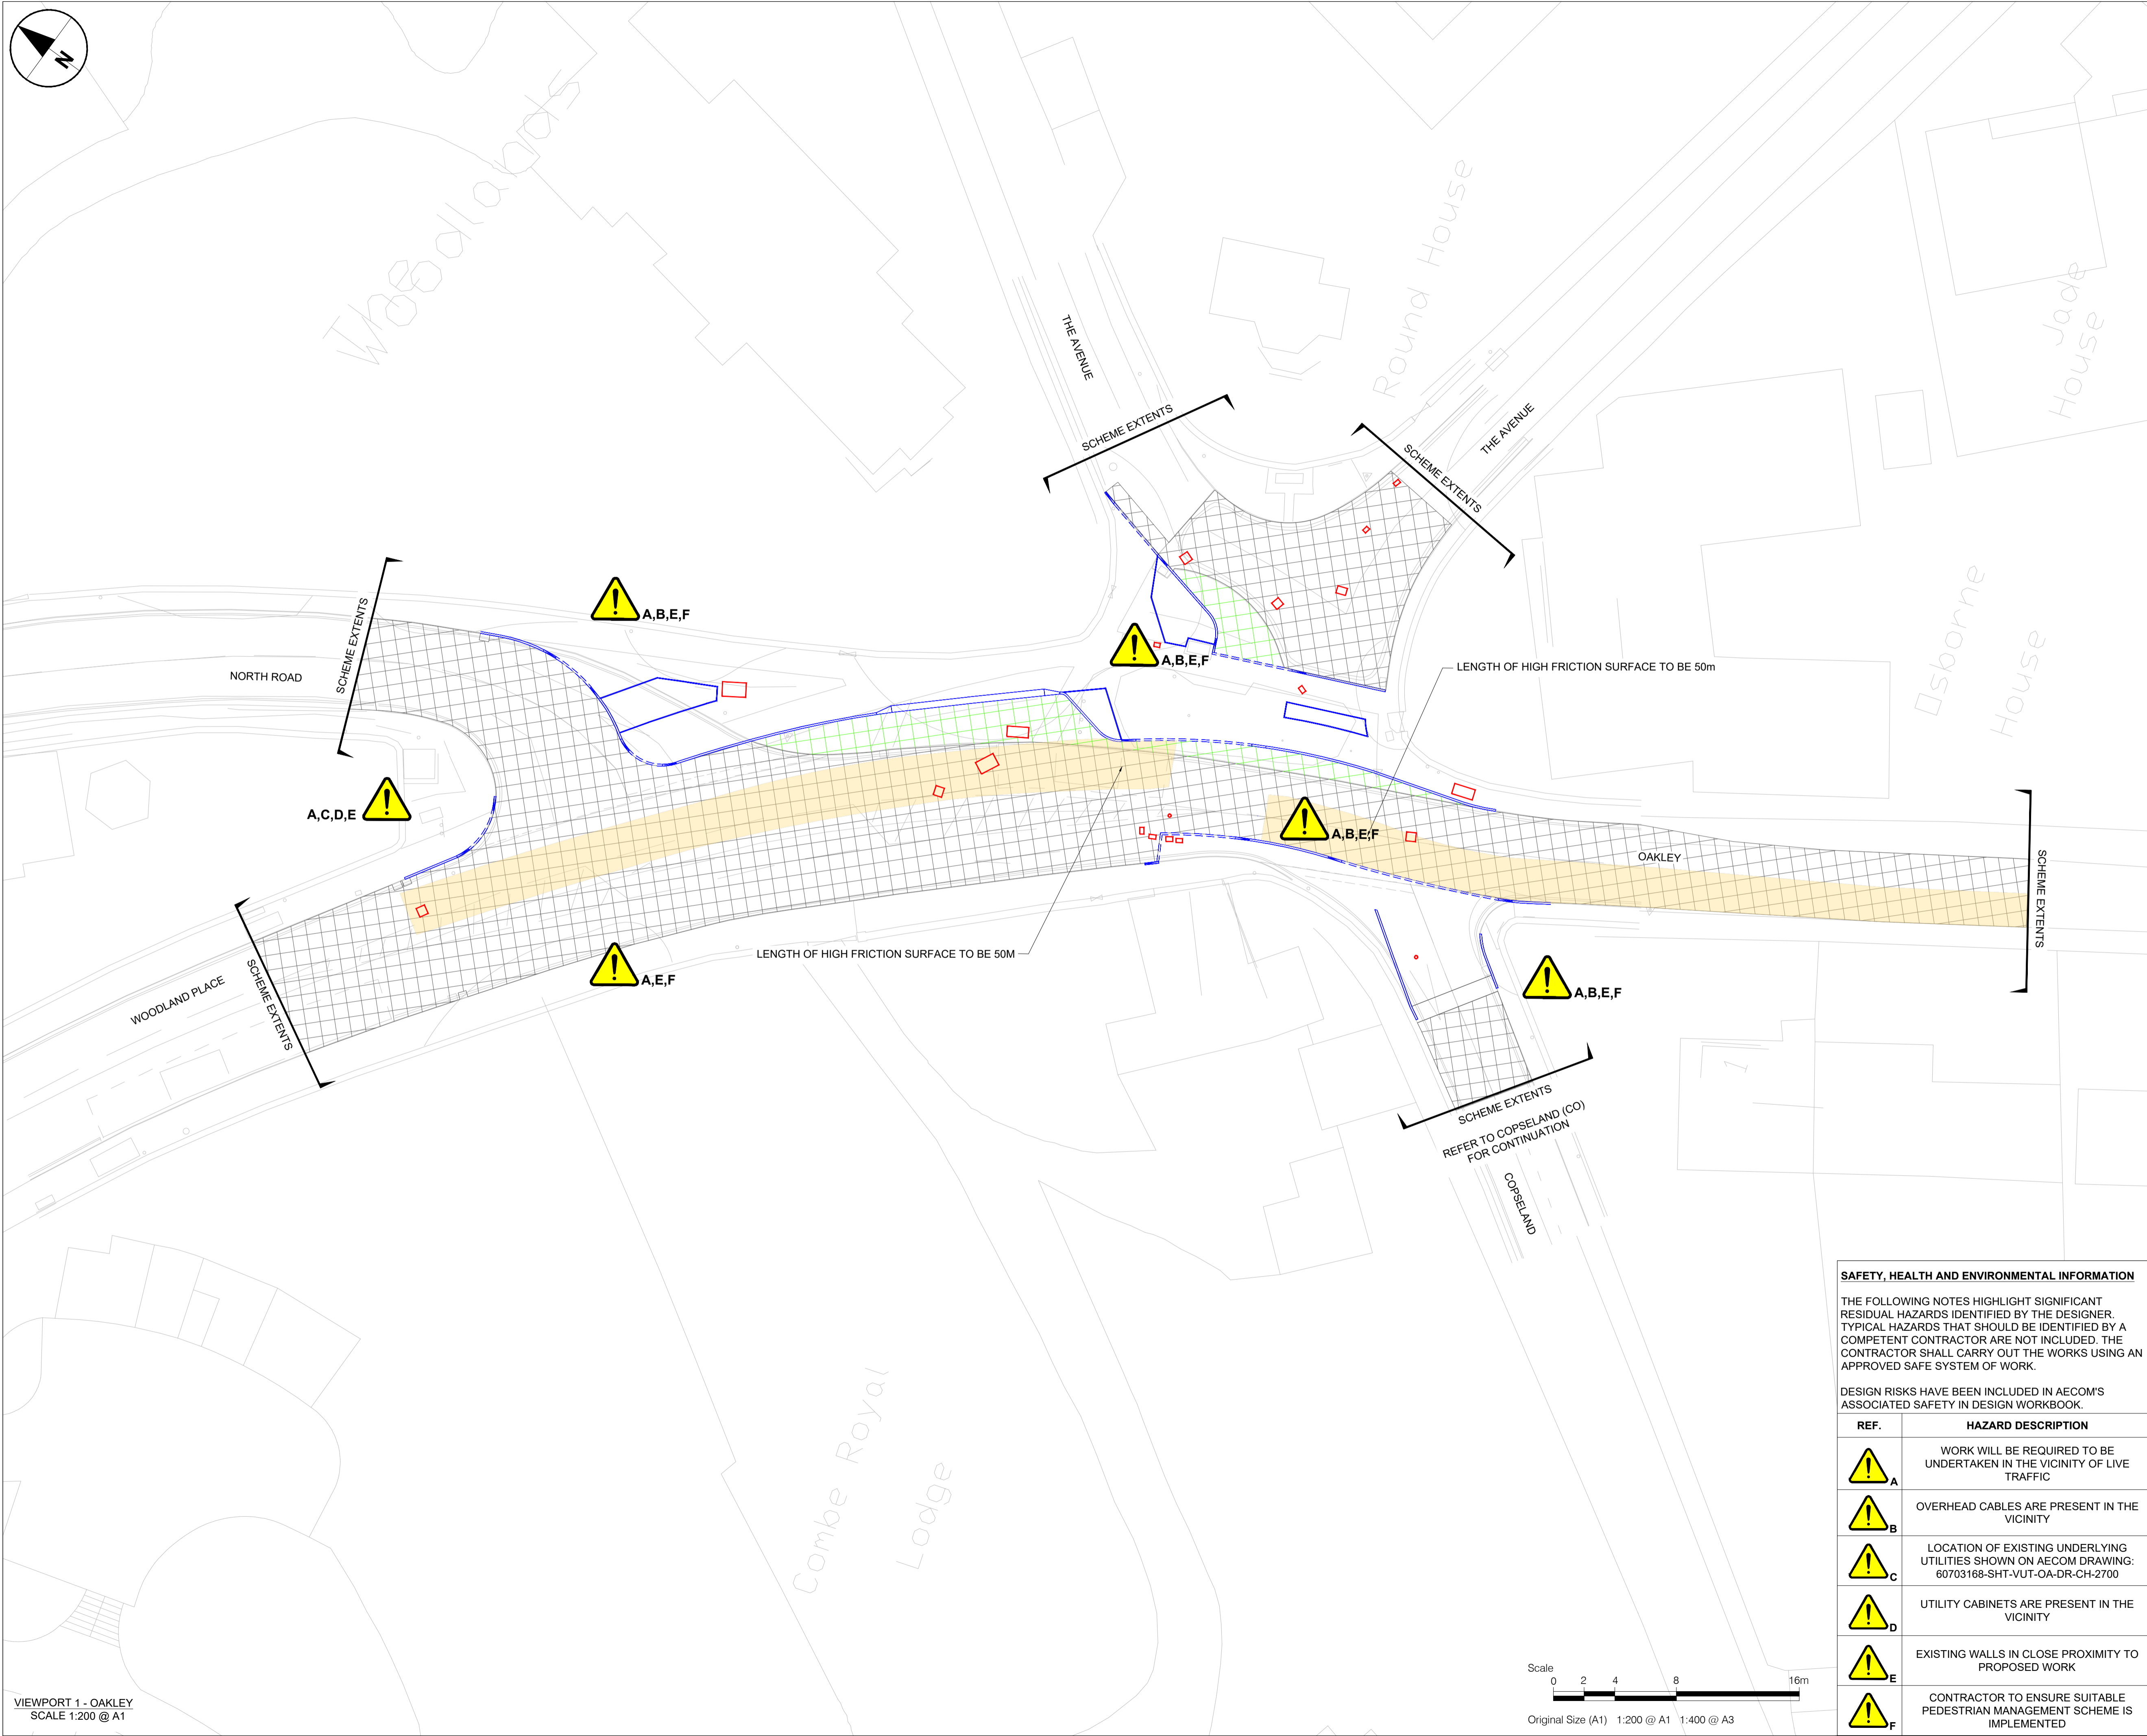 N
Woodlands
Round House
Jade
House
THE AVENUE
SCHEME EXTENTS
SCHEME EXTENTS
THE AVENUE
Osborne
House
A,B,E,F
SCHEME EXTENTS
NORTH ROAD
A,B,E,F
LENGTH OF HIGH FRICTION SURFACE TO BE 50m
A,C,D,E
A,B,E,F
OAKLEY
SCHEME EXTENTS
LENGTH OF HIGH FRICTION SURFACE TO BE 50M
A,E,F
A,B,E,F
WOODLAND PLACE
SCHEME EXTENTS
1
SCHEME EXTENTS
REFER TO COPSELAND (CO)
FOR CONTINUATION
COPSELAND
Combe Royal
Lodge
SAFETY, HEALTH AND ENVIRONMENTAL INFORMATION
THE FOLLOWING NOTES HIGHLIGHT SIGNIFICANT
RESIDUAL HAZARDS IDENTIFIED BY THE DESIGNER.
TYPICAL HAZARDS THAT SHOULD BE IDENTIFIED BY A
COMPETENT CONTRACTOR ARE NOT INCLUDED. THE
CONTRACTOR SHALL CARRY OUT THE WORKS USING AN
APPROVED SAFE SYSTEM OF WORK.
DESIGN RISKS HAVE BEEN INCLUDED IN AECOM'S
ASSOCIATED SAFETY IN DESIGN WORKBOOK.
REF. HAZARD DESCRIPTION
A
WORK WILL BE REQUIRED TO BE
UNDERTAKEN IN THE VICINITY OF LIVE
TRAFFIC
B
OVERHEAD CABLES ARE PRESENT IN THE
VICINITY
C
LOCATION OF EXISTING UNDERLYING
UTILITIES SHOWN ON AECOM DRAWING:
60703168-SHT-VUT-OA-DR-CH-2700
D
UTILITY CABINETS ARE PRESENT IN THE
VICINITY
E
EXISTING WALLS IN CLOSE PROXIMITY TO
PROPOSED WORK
F
CONTRACTOR TO ENSURE SUITABLE
PEDESTRIAN MANAGEMENT SCHEME IS
IMPLEMENTED
Scale
0 2 4 8 16m
Original Size (A1) 1:200 @ A1 1:400 @ A3
VIEWPORT 1 - OAKLEY
SCALE 1:200 @ A1